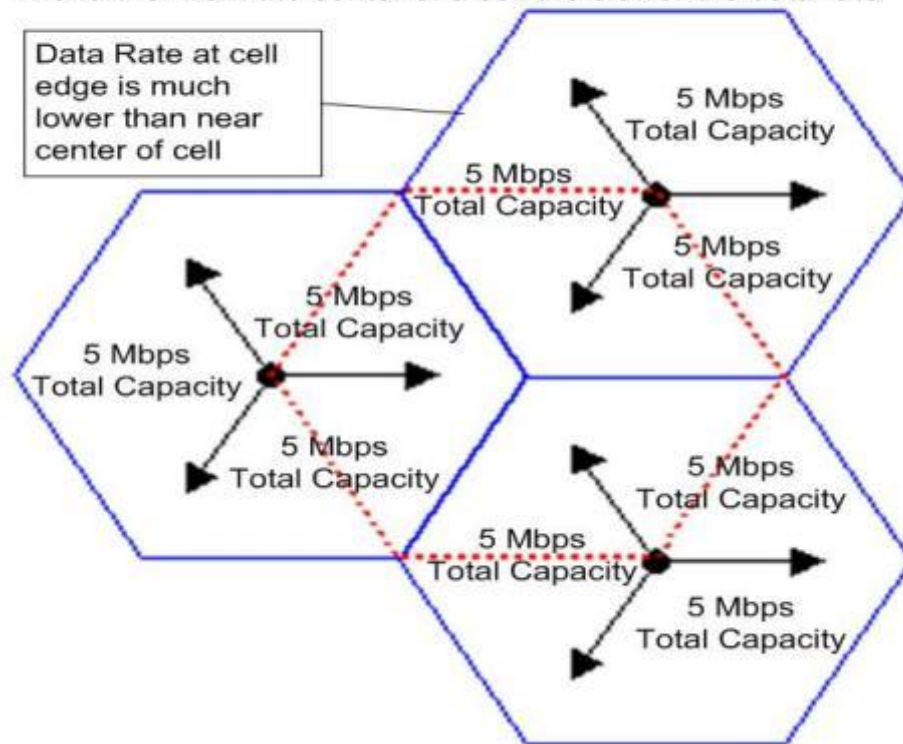 Data Rate at cell
edge is much
lower than near
center of cell
5 Mbps
Total Capacity
5 Mbps
Total Capacity
5 Mbps
Total Capacity
5 Mbps
Total Capacity
5 Mbps
Total Capacity
5 Mbps
Total Capacity
5 Mbps
Total Capacity
5 Mbps
Total Capacity
5 Mbps
Total Capacity